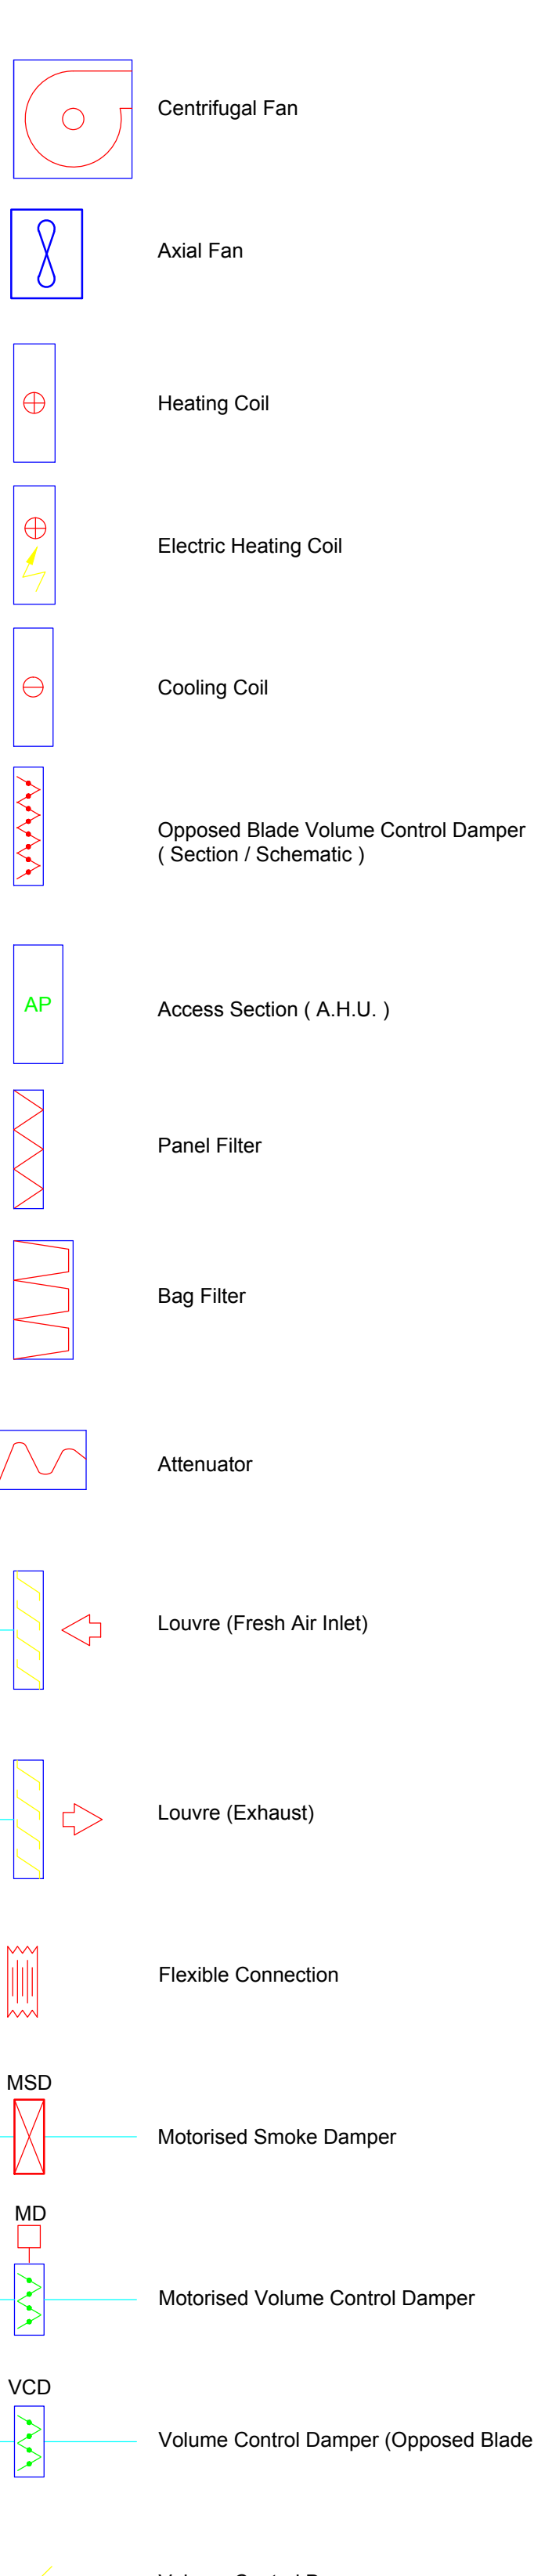 Centrifugal Fan
Axial Fan
Heating Coil
Electric Heating Coil
Cooling Coil
Opposed Blade Volume Control Damper
( Section / Schematic )
AP
Access Section ( A.H.U. )
Panel Filter
Bag Filter
Attenuator
Louvre (Fresh Air Inlet)
Louvre (Exhaust)
Flexible Connection
MSD
Motorised Smoke Damper
MD
Motorised Volume Control Damper
VCD
Volume Control Damper (Opposed Blade